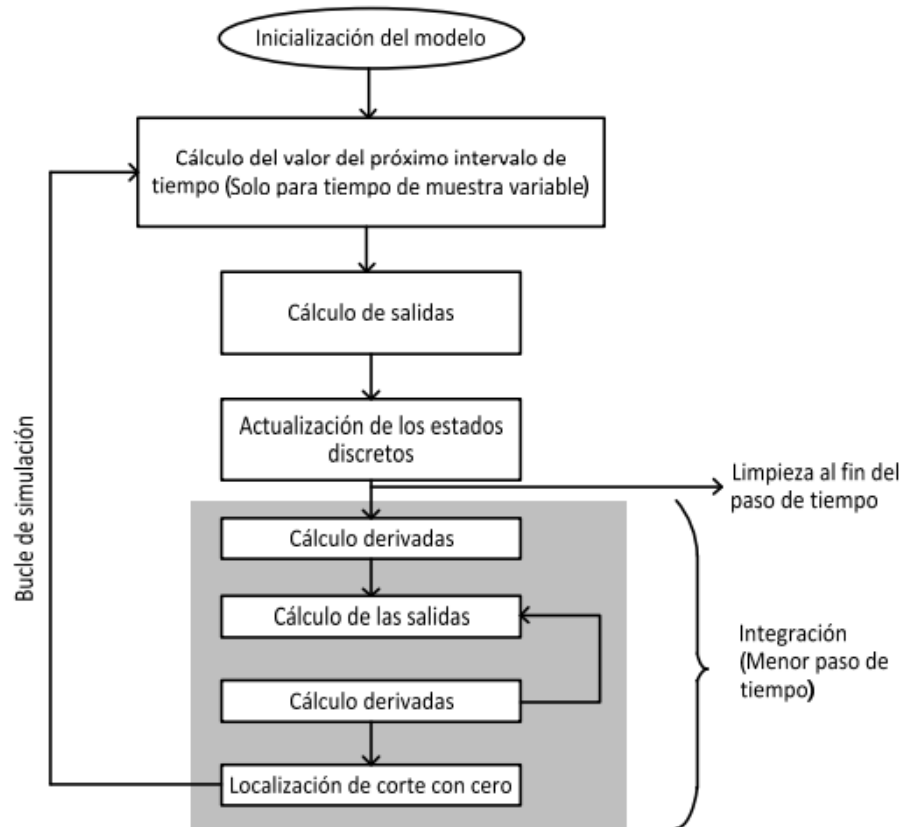 Inicialización del modelo
Cálculo del valor del próximo intervalo de
tiempo (Solo para tiempo de muestra variable)
Cálculo de salidas
Actualización de los estados
discretos
Limpieza al fin del
paso de tiempo
Bucle de simulación
Cálculo derivadas
Cálculo de las salidas
Integración
(Menor paso de
tiempo)
Cálculo derivadas
Localización de corte con cero